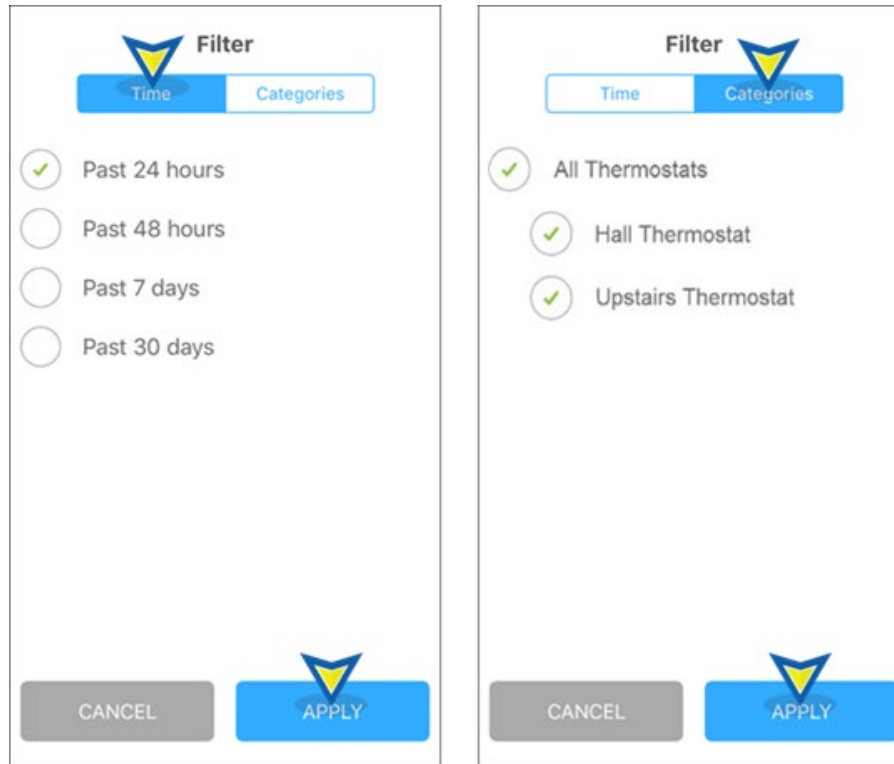 Filter
Time Categories
Past 24 hours
Past 48 hours
Past 7 days
Past 30 days
CANCEL APPLY
Filter
Time Categories
All Thermostats
Hall Thermostat
Upstairs Thermostat
CANCEL APPLY